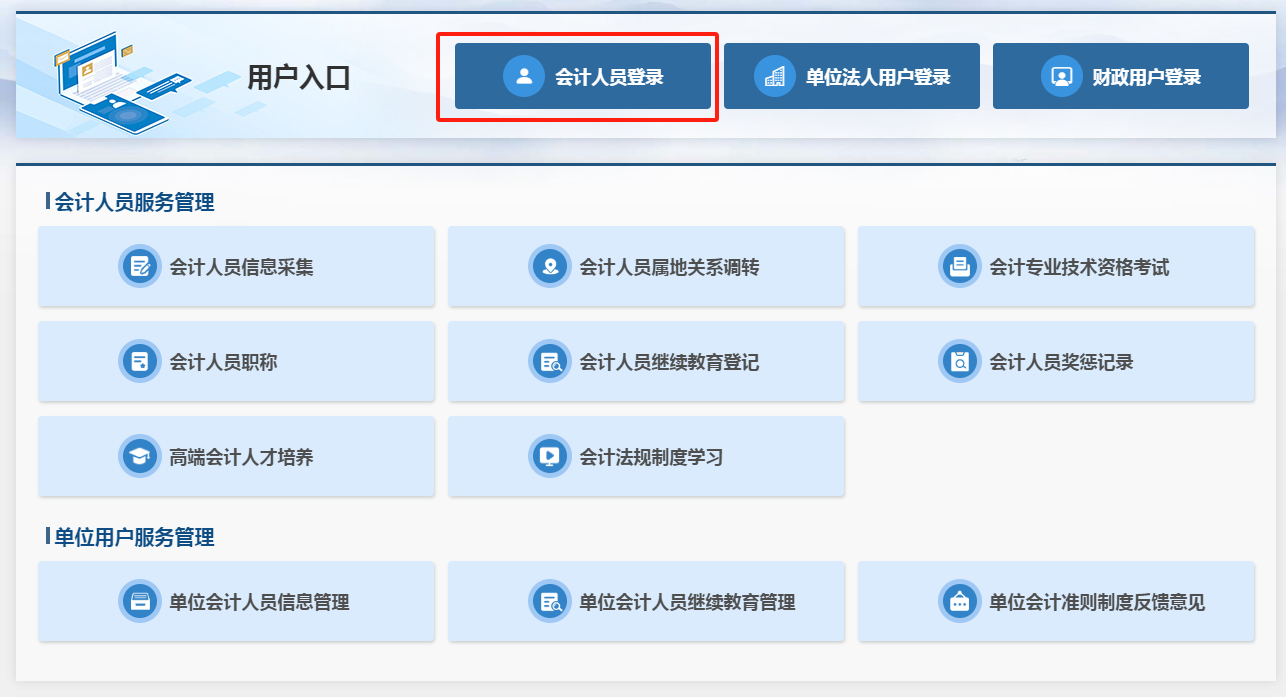 用户入口
会计人员登录
单位法人用户登录
财政用户登录
会计人员服务管理
会计人员信息采集
会计人员属地关系调转
会计专业技术资格考试
会计人员职称
会计人员继续教育登记
会计人员奖惩记录
高端会计人才培养
会计法规制度学习
单位用户服务管理
单位会计人员信息管理
单位会计人员继续教育管理
单位会计准则制度反馈意见